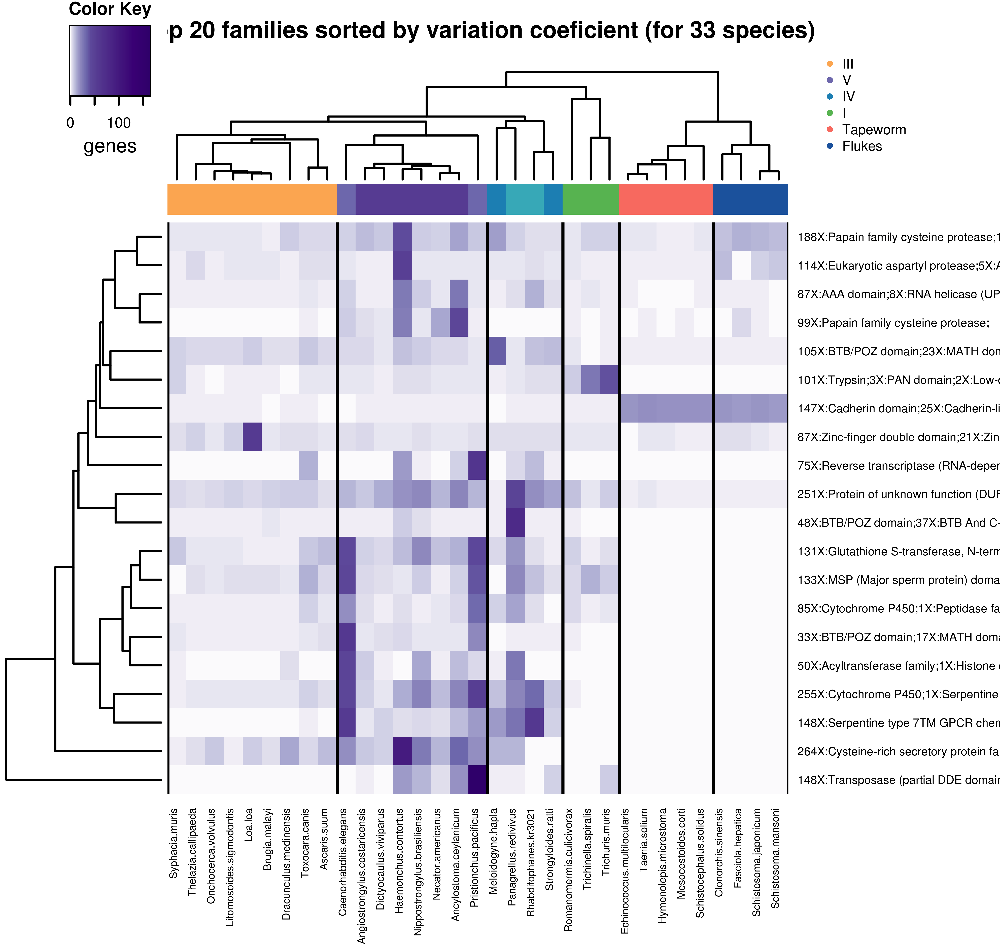 Color Key
p 20 families sorted by variation coeficient (for 33 species)
0 100
genes
III
V
IV
I
Tapeworm
Flukes
188X:Papain family cysteine protease;1
114X:Eukaryotic aspartyl protease;5X:A
87X:AAA domain;8X:RNA helicase (UP
99X:Papain family cysteine protease;
105X:BTB/POZ domain;23X:MATH don
101X:Trypsin;3X:PAN domain;2X:Low-c
147X:Cadherin domain;25X:Cadherin-li
87X:Zinc-finger double domain;21X:Zin
75X:Reverse transcriptase (RNA-deper
251X:Protein of unknown function (DUF
48X:BTB/POZ domain;37X:BTB And C-
131X:Glutathione S-transferase, N-tern
133X:MSP (Major sperm protein) doma
85X:Cytochrome P450;1X:Peptidase fa
33X:BTB/POZ domain;17X:MATH doma
50X:Acyltransferase family;1X:Histone
255X:Cytochrome P450;1X:Serpentine
148X:Serpentine type 7TM GPCR chen
264X:Cysteine-rich secretory protein fa
148X:Transposase (partial DDE domair
Syphacia.muris
Thelazia.callipaeda
Onchocerca.volvulus
Litomosoides.sigmodontis
Loa.loa
Brugia.malayi
Dracunculus.medinensis
Toxocara.canis
Ascaris.suum
Caenorhabditis.elegans
Angiostrongylus.costaricensis
Dictyocaulus.viviparus
Haemonchus.contortus
Nippostrongylus.brasiliensis
Necator.americanus
Ancylostoma.ceylanicum
Pristionchus.pacificus
Meloidogyne.hapla
Panagrellus.redivivus
Rhabditophanes.kr3021
Strongyloides.ratti
Romanomermis.culicivorax
Trichinella.spiralis
Trichuris.muris
Echinococcus.multilocularis
Taenia.solium
Hymenolepis.microstoma
Mesocestoides.corti
Schistocephalus.solidus
Clonorchis.sinensis
Fasciola.hepatica
Schistosoma.japonicum
Schistosoma.mansoni